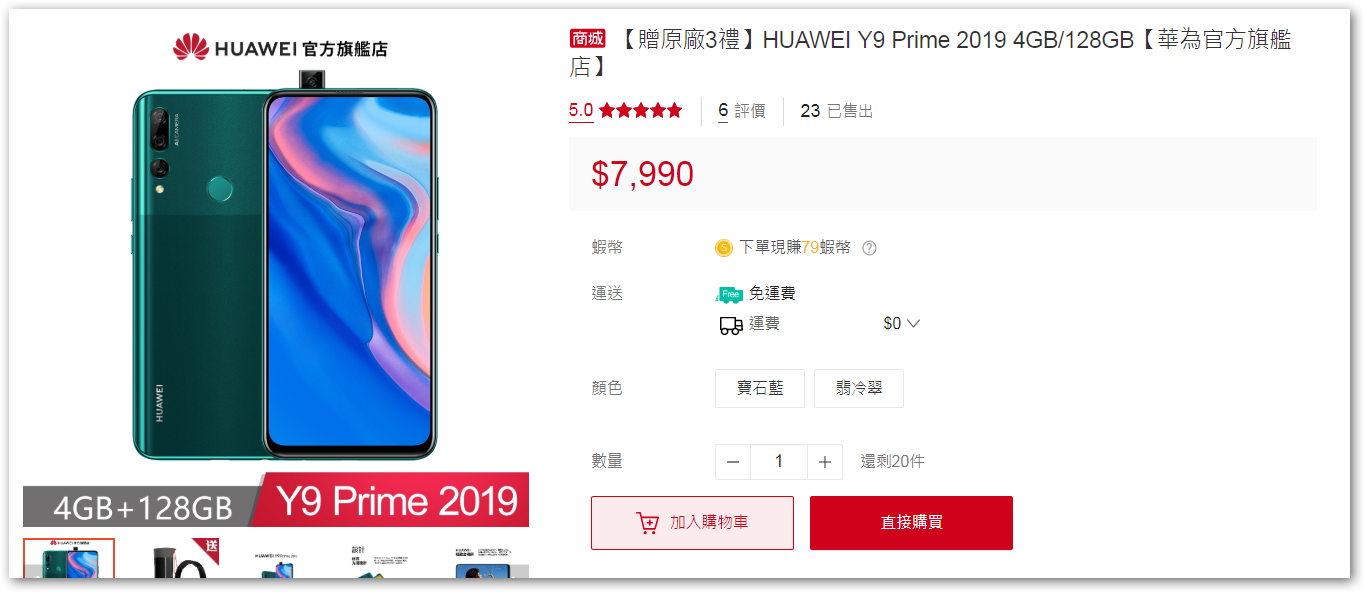 HUAWEI 官方旗艦店
AI CAMERA
HUAWEI
4GB+128GB
Y9 Prime 2019
送
HUAWEI
設計
商城 【贈原廠3禮】HUAWEI Y9 Prime 2019 4GB/128GB【華為官方旗艦
店】
5.0 6 評價 23 已售出
$7,990
蝦幣 下單現賺79蝦幣 ?
運送 Free 免運費
運費 $0
顏色 寶石藍 翡冷翠
數量 1 還剩20件
加入購物車 直接購買